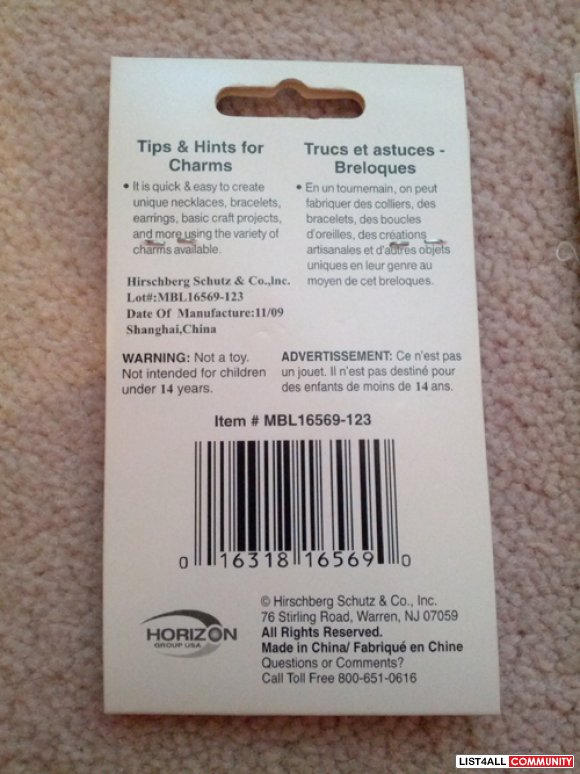 Tips & Hints for
Charms
• It is quick & easy to create
unique necklaces, bracelets,
earrings, basic craft projects,
and more using the variety of
charms available.
Trucs et astuces -
Breloques
• En un tournemain, on peut
fabriquer des colliers, des
bracelets, des boucles
d'oreilles, des créations
artisanales et d'autres objets
uniques en leur genre au
moyen de cet breloques.
Hirschberg Schutz & Co.,Inc.
Lot#:MBL16569-123
Date Of Manufacture:11/09
Shanghai,China
WARNING: Not a toy.
Not intended for children
under 14 years.
ADVERTISSEMENT: Ce n'est pas
un jouet. Il n'est pas destiné pour
des enfants de moins de 14 ans.
Item # MBL16569-123
0 16318 16569 0
HORIZON
GROUP USA
© Hirschberg Schutz & Co., Inc.
76 Stirling Road, Warren, NJ 07059
All Rights Reserved.
Made in China/ Fabriqué en Chine
Questions or Comments?
Call Toll Free 800-651-0616
LIST4ALL COMMUNITY